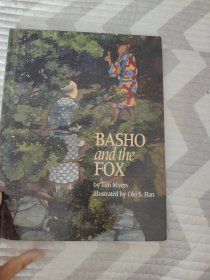 BASHO
and the
FOX
by Tim Myers
illustrated by Oki S. Han